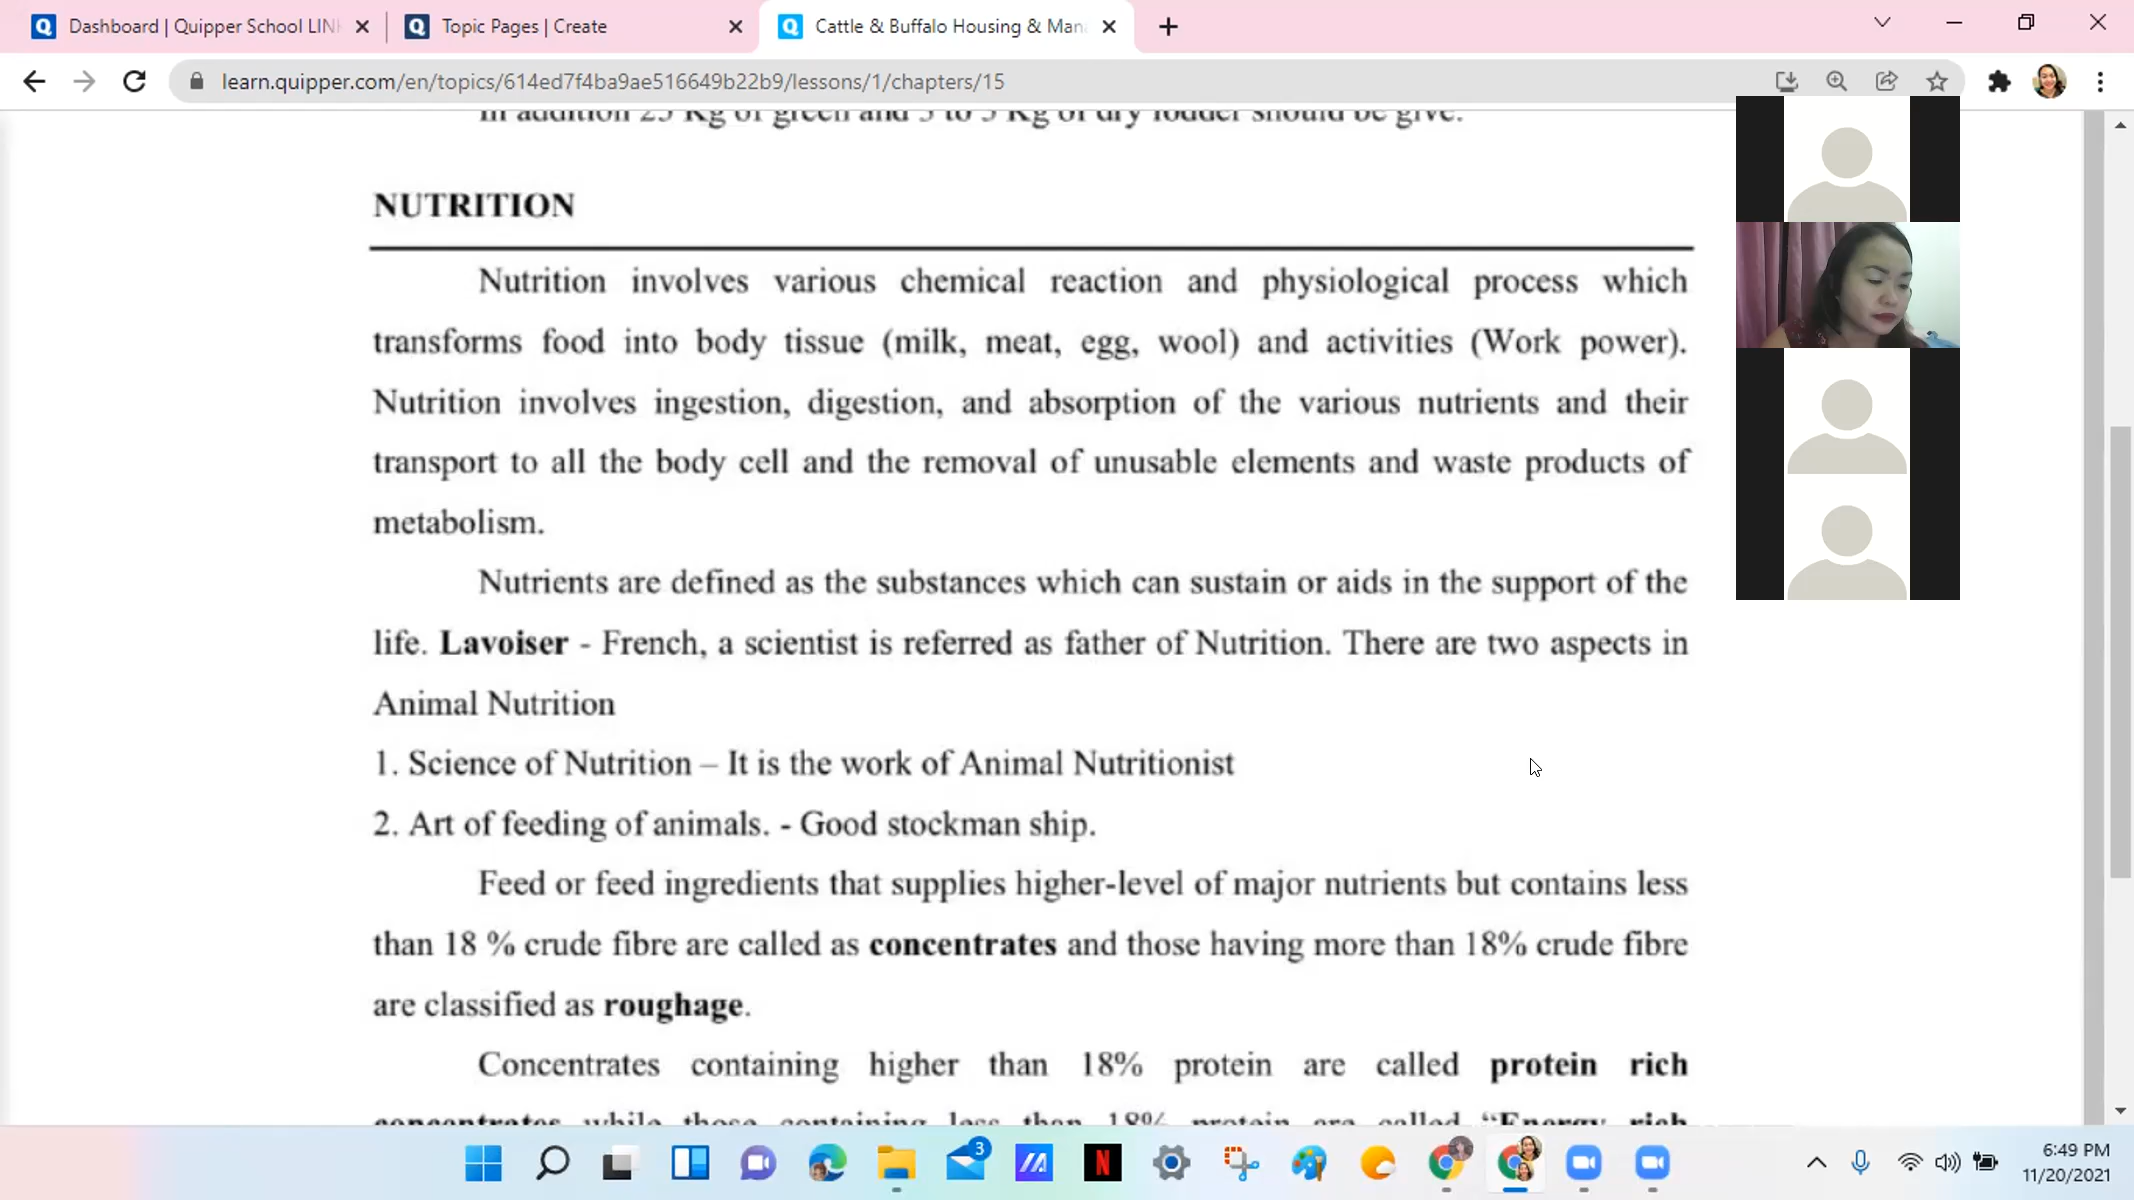 Dashboard | Quipper School LIN
Topic Pages | Create
Cattle & Buffalo Housing & Man
learn.quipper.com/en/topics/614ed7f4ba9ae516649b22b9/lessons/1/chapters/15
In addition 25 Kg of green and 5 to 5 Kg of dry fodder should be give.
NUTRITION
Nutrition involves various chemical reaction and physiological process which
transforms food into body tissue (milk, meat, egg, wool) and activities (Work power).
Nutrition involves ingestion, digestion, and absorption of the various nutrients and their
transport to all the body cell and the removal of unusable elements and waste products of
metabolism.
Nutrients are defined as the substances which can sustain or aids in the support of the
life. Lavoiser - French, a scientist is referred as father of Nutrition. There are two aspects in
Animal Nutrition
1. Science of Nutrition – It is the work of Animal Nutritionist
2. Art of feeding of animals. - Good stockman ship.
Feed or feed ingredients that supplies higher-level of major nutrients but contains less
than 18 % crude fibre are called as concentrates and those having more than 18% crude fibre
are classified as roughage.
Concentrates containing higher than 18% protein are called protein rich
concentrates while those containing less than 18% protein are called “Energy rich
3
6:49 PM
11/20/2021